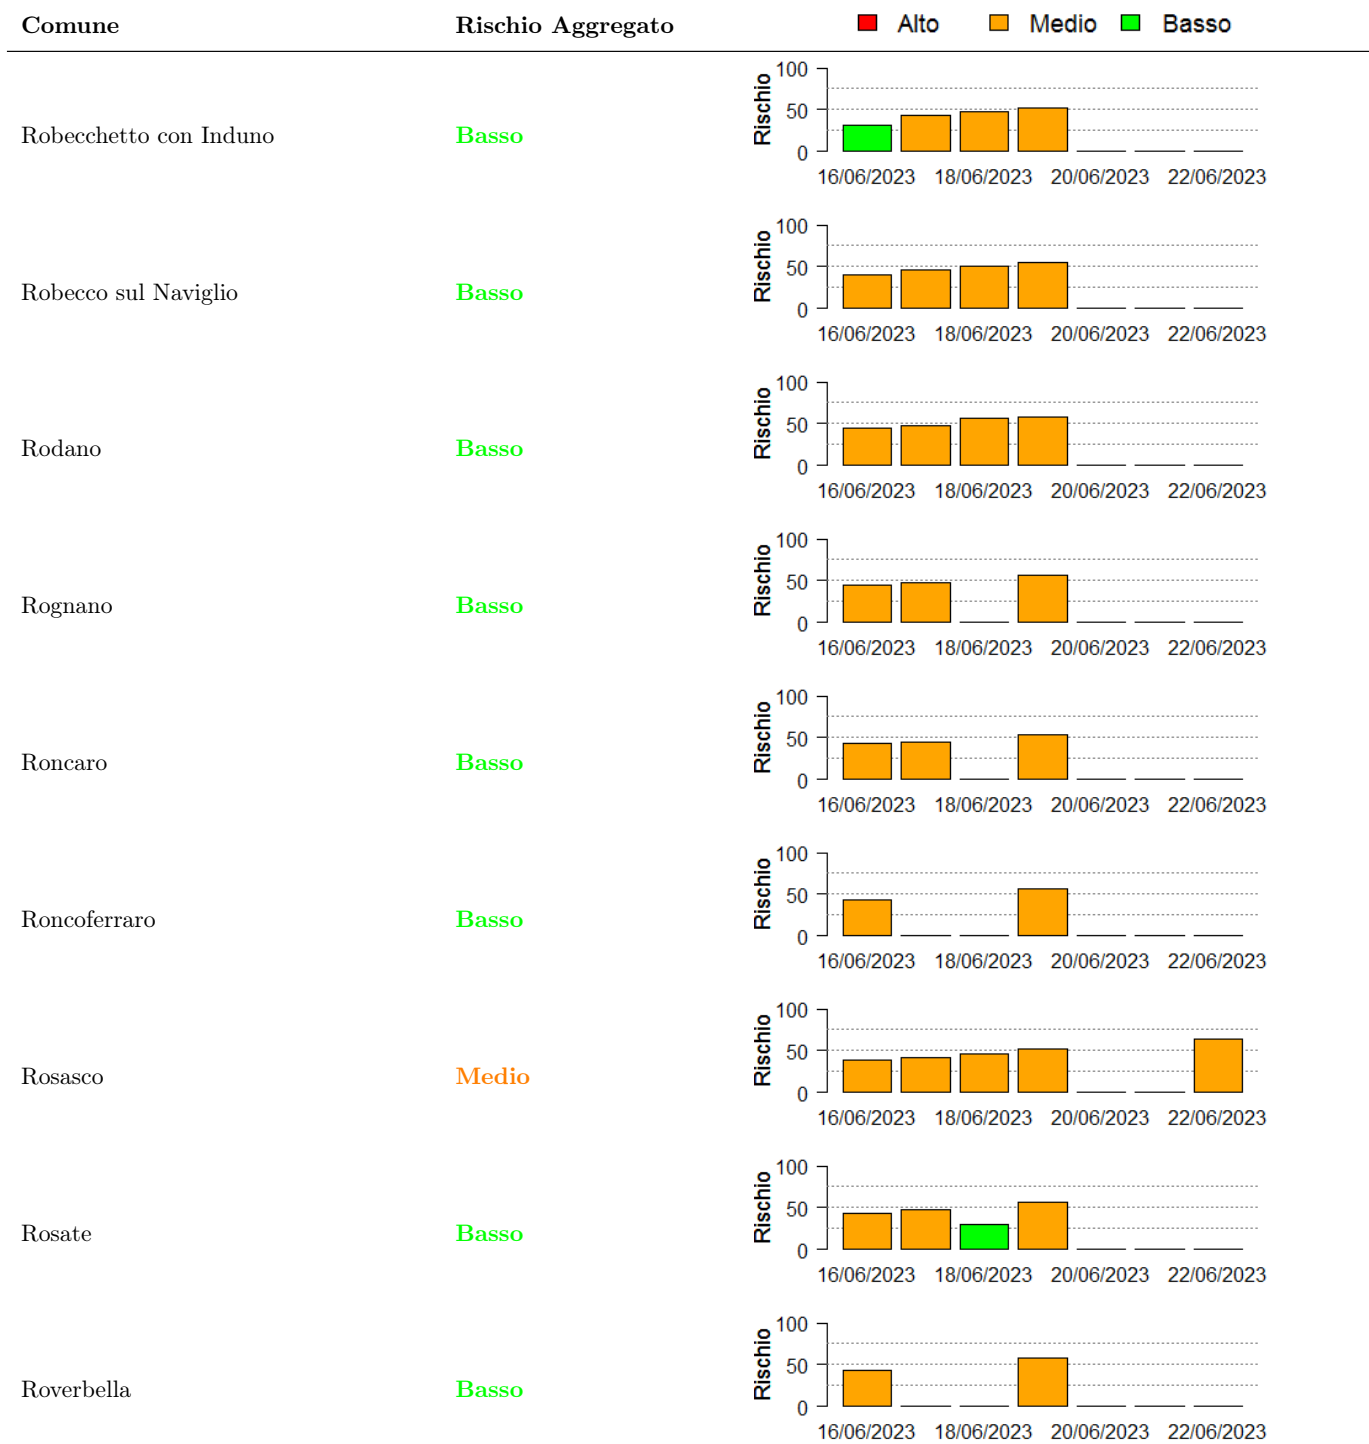 Comune Rischio Aggregato Alto Medio Basso
100
50
0
Rischio
Robecchetto con Induno Basso
16/06/2023 18/06/2023 20/06/2023 22/06/2023
100
50
0
Rischio
Robecco sul Naviglio Basso
16/06/2023 18/06/2023 20/06/2023 22/06/2023
100
50
0
Rischio
Rodano Basso
16/06/2023 18/06/2023 20/06/2023 22/06/2023
100
50
0
Rischio
Rognano Basso
16/06/2023 18/06/2023 20/06/2023 22/06/2023
100
50
0
Rischio
Roncaro Basso
16/06/2023 18/06/2023 20/06/2023 22/06/2023
100
50
0
Rischio
Roncoferraro Basso
16/06/2023 18/06/2023 20/06/2023 22/06/2023
100
50
0
Rischio
Rosasco Medio
16/06/2023 18/06/2023 20/06/2023 22/06/2023
100
50
0
Rischio
Rosate Basso
16/06/2023 18/06/2023 20/06/2023 22/06/2023
100
50
0
Rischio
Roverbella Basso
16/06/2023 18/06/2023 20/06/2023 22/06/2023